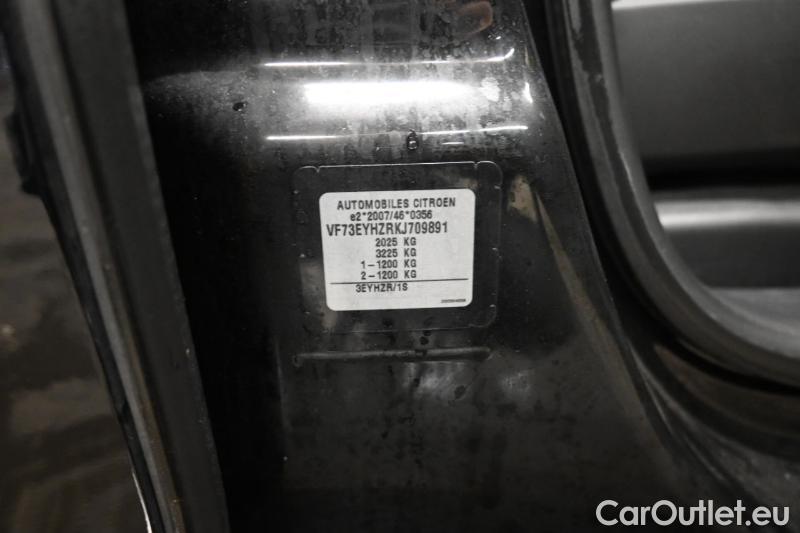 AUTOMOBILES CITROEN
e2*2007/46*0356
VF73EYHZRKJ709891
2025 KG
3225 KG
1-1200 KG
2-1200 KG
3EYHZR/1S
CarOutlet.eu